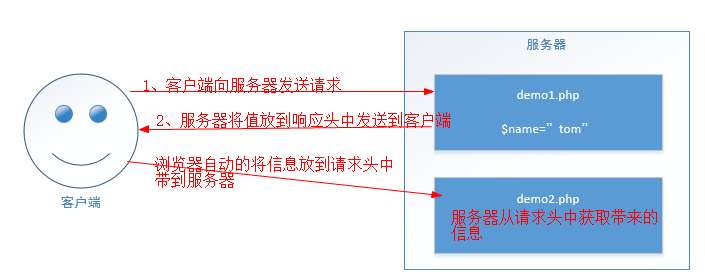 服务器
1、客户端向服务器发送请求
demo1.php
2、服务器将值放到响应头中发送到客户端
$name=”tom”
浏览器自动的将信息放到请求头中
带到服务器
客户端
demo2.php
服务器从请求头中获取带来的
信息